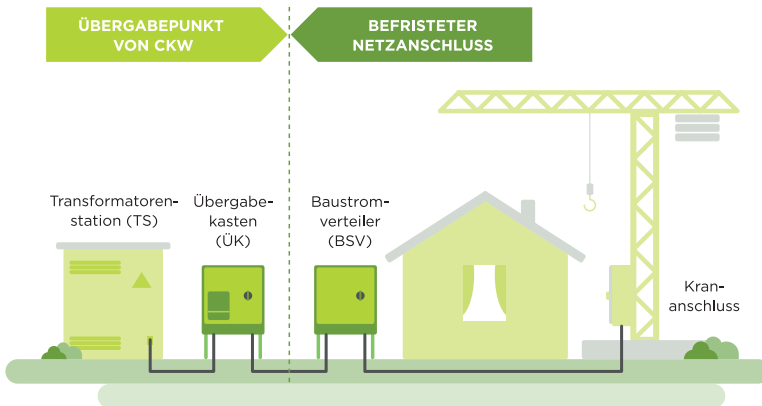 ÜBERGABEPUNKT
VON CKW
BEFRISTETER
NETZANSCHLUSS
Transformatoren-
station (TS)
Übergabe-
kasten
(ÜK)
Baustrom-
verteiler
(BSV)
Kran-
anschluss